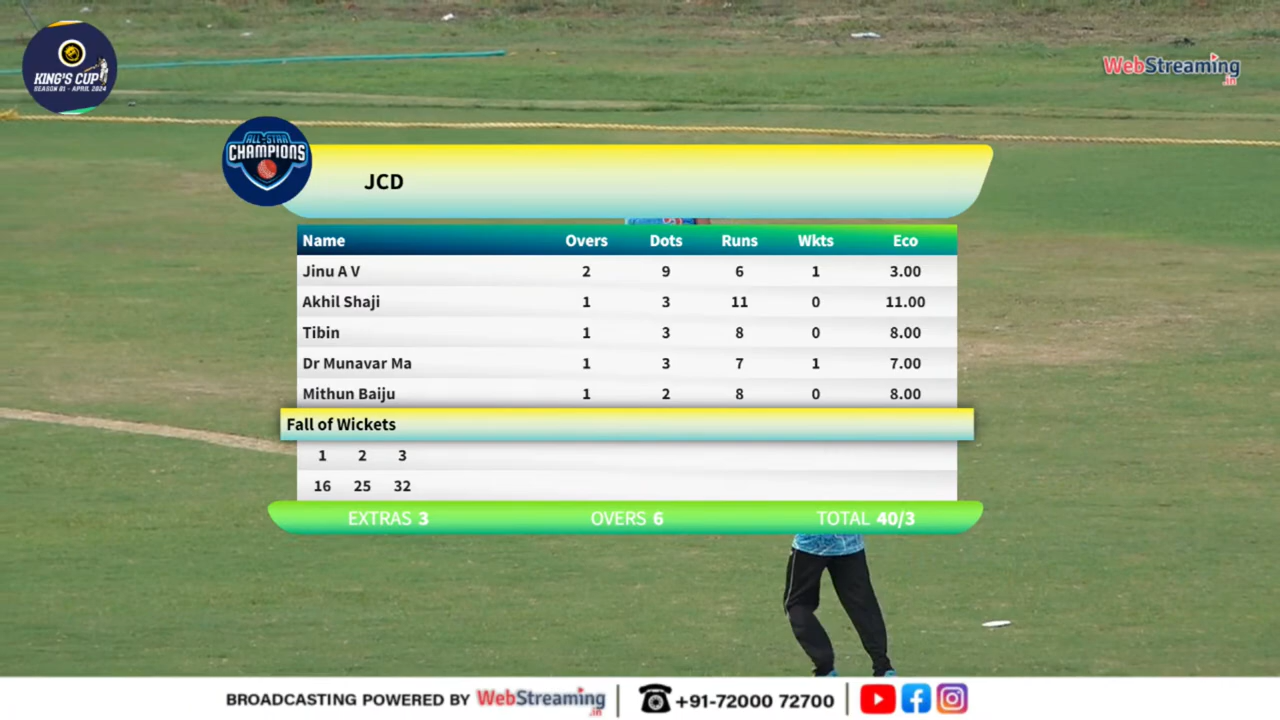 KING'S CUP
SEASON 01 - APRIL 2024
WebStreaming
.in
ALL-STAR
CHAMPIONS
JCD
Name Overs Dots Runs Wkts Eco
Jinu A V 2 9 6 1 3.00
Akhil Shaji 1 3 11 0 11.00
Tibin 1 3 8 0 8.00
Dr Munavar Ma 1 3 7 1 7.00
Mithun Baiju 1 2 8 0 8.00
Fall of Wickets
1 2 3
16 25 32
EXTRAS 3 OVERS 6 TOTAL 40/3
BROADCASTING POWERED BY WebStreaming.in +91-72000 72700